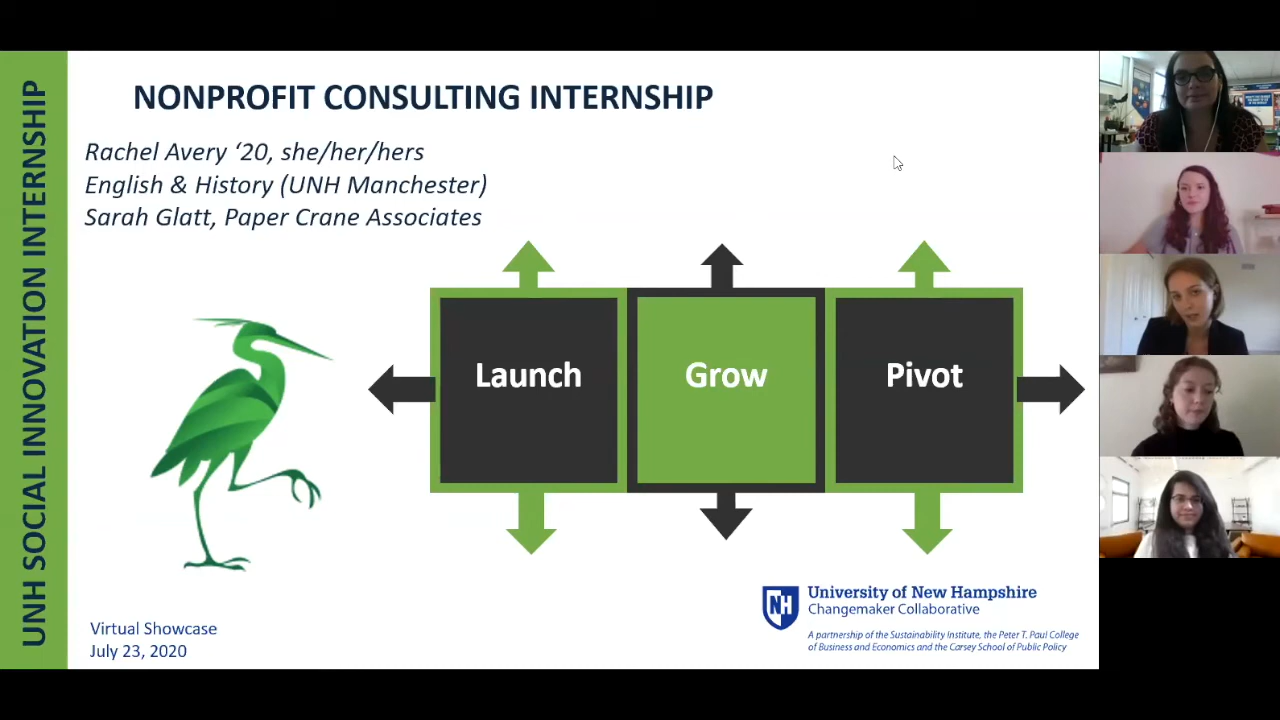 UNH SOCIAL INNOVATION INTERNSHIP
NONPROFIT CONSULTING INTERNSHIP
Rachel Avery ‘20, she/her/hers
English & History (UNH Manchester)
Sarah Glatt, Paper Crane Associates
Launch
Grow
Pivot
Virtual Showcase
July 23, 2020
NH
University of New Hampshire
Changemaker Collaborative
A partnership of the Sustainability Institute, the Peter T. Paul College
of Business and Economics and the Carsey School of Public Policy